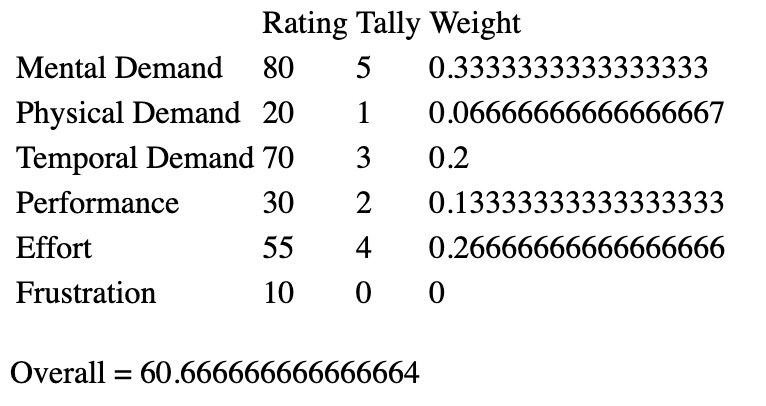 Rating Tally Weight
Mental Demand 80 5 0.3333333333333333
Physical Demand 20 1 0.06666666666666667
Temporal Demand 70 3 0.2
Performance 30 2 0.13333333333333333
Effort 55 4 0.26666666666666666
Frustration 10 0 0
Overall = 60.666666666666664